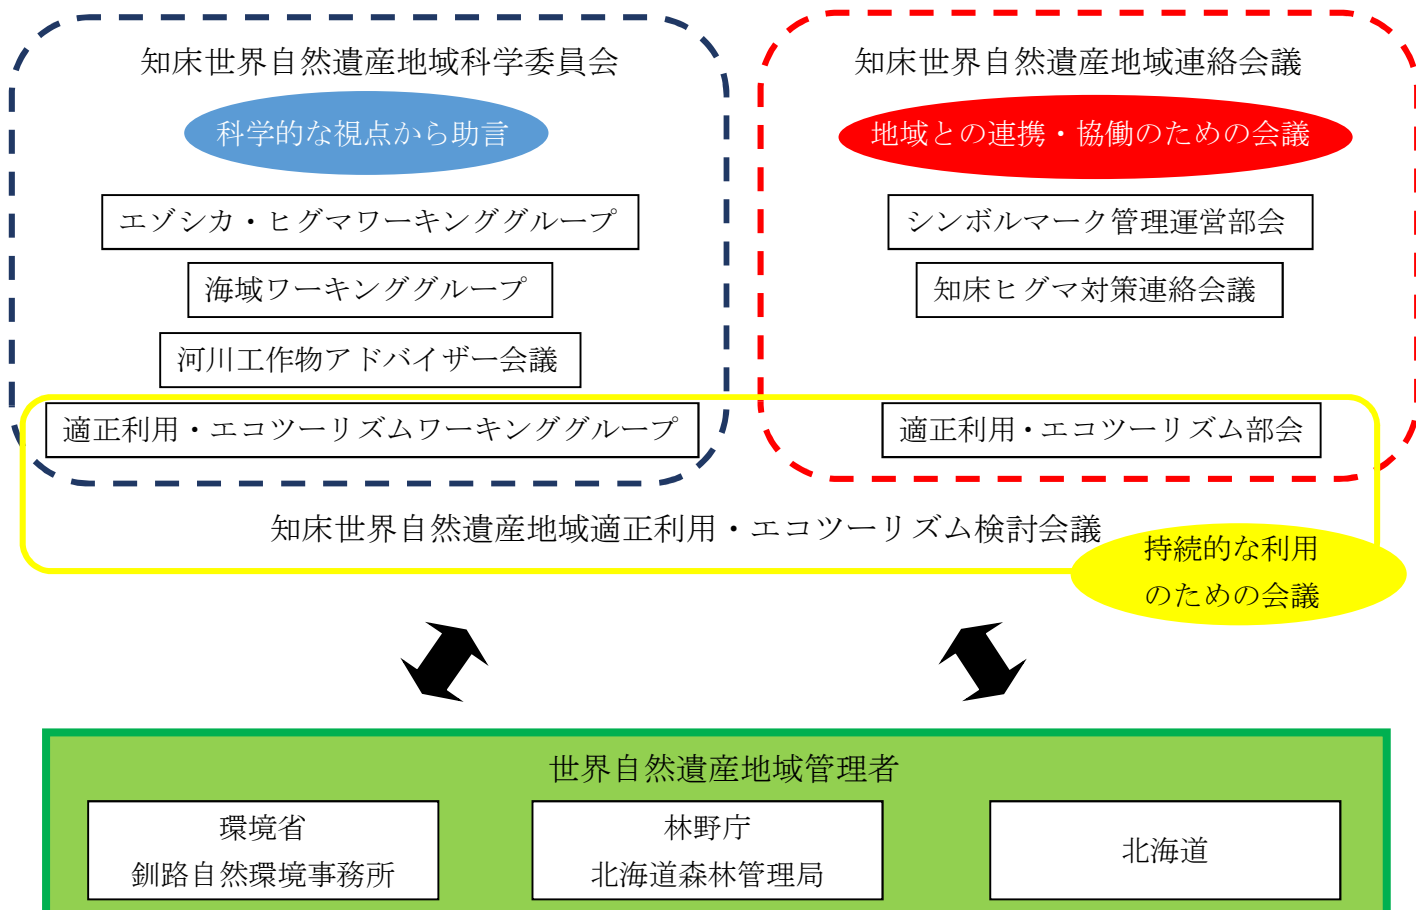 知床世界自然遺産地域科学委員会
科学的な視点から助言
エゾシカ・ヒグマワーキンググループ
海域ワーキンググループ
河川工作物アドバイザー会議
適正利用・エコツーリズムワーキンググループ
知床世界自然遺産地域連絡会議
地域との連携・協働のための会議
シンボルマーク管理運営部会
知床ヒグマ対策連絡会議
適正利用・エコツーリズム部会
知床世界自然遺産地域適正利用・エコツーリズム検討会議
持続的な利用
のための会議
世界自然遺産地域管理者
環境省
釧路自然環境事務所
林野庁
北海道森林管理局
北海道